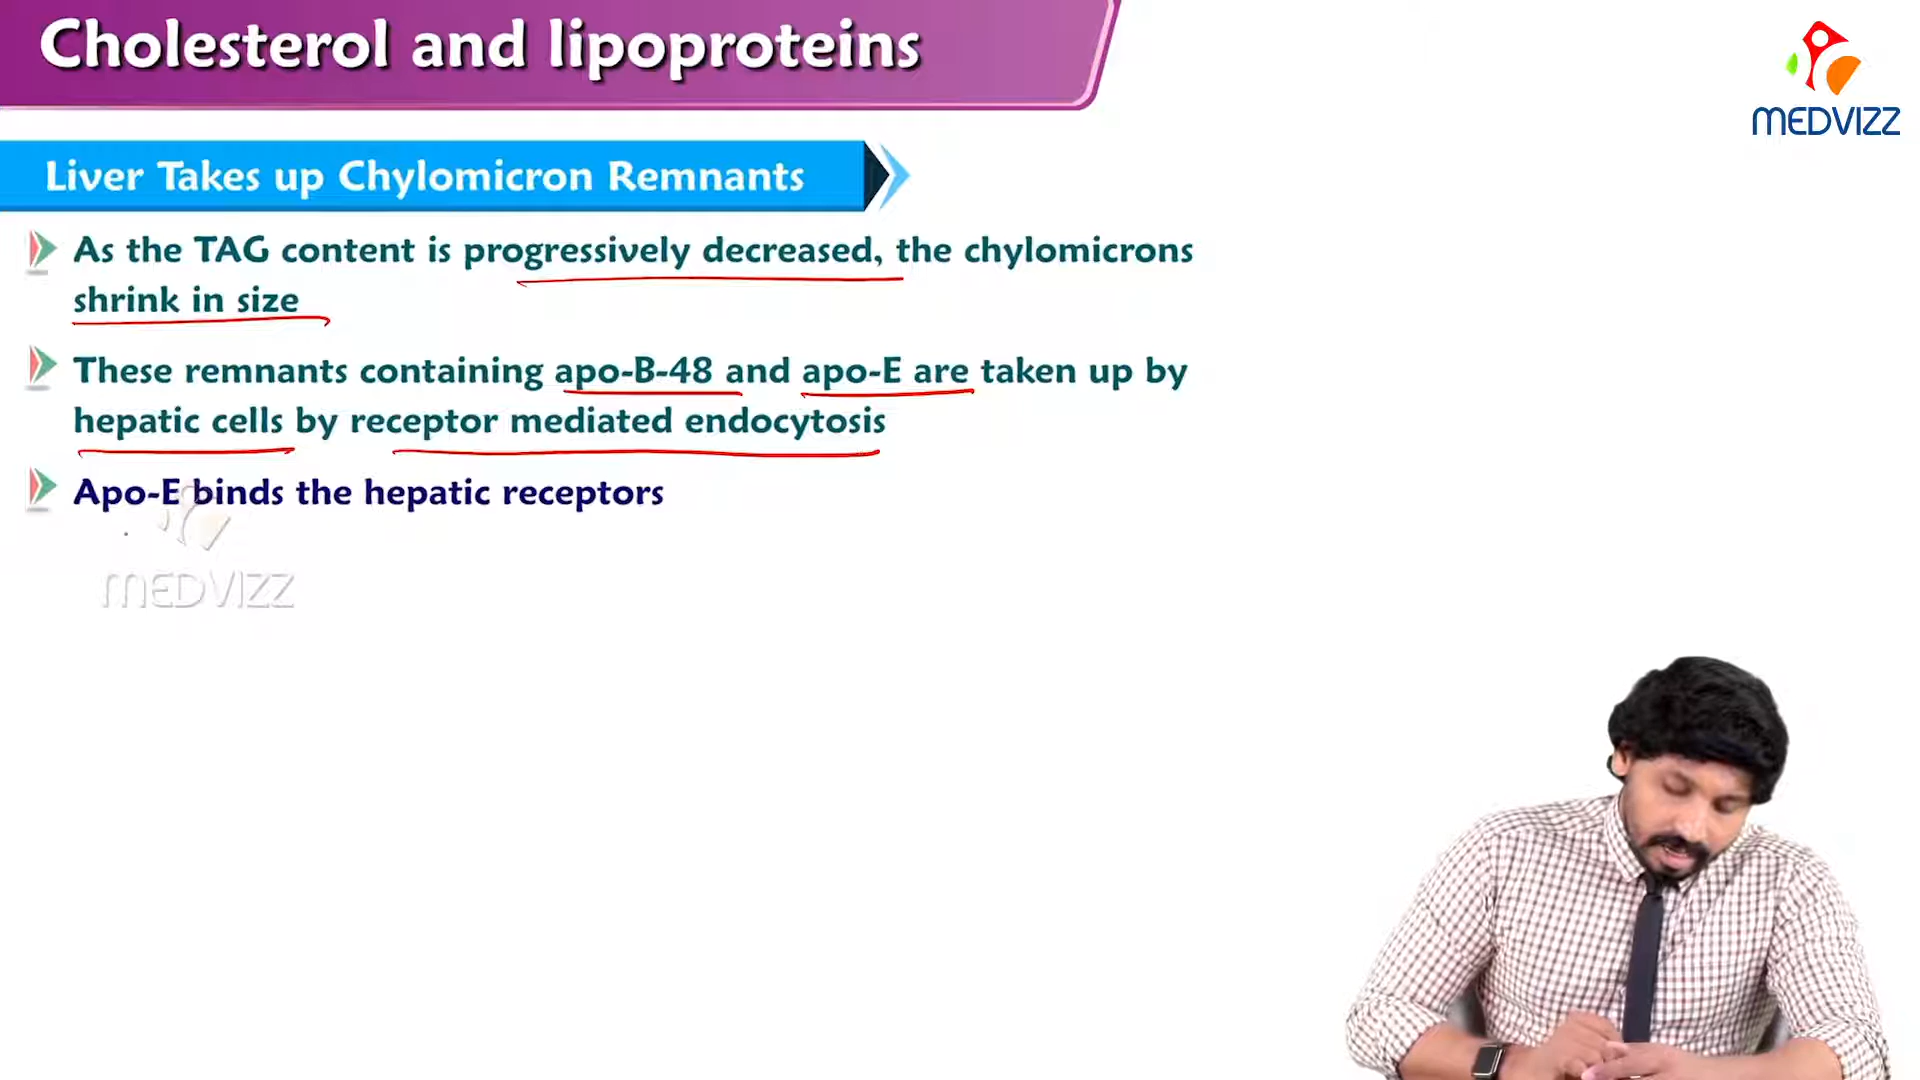 Cholesterol and lipoproteins
MEDVIZZ
Liver Takes up Chylomicron Remnants
As the TAG content is progressively decreased, the chylomicrons
shrink in size
These remnants containing apo-B-48 and apo-E are taken up by
hepatic cells by receptor mediated endocytosis
Apo-E binds the hepatic receptors
MEDVIZZ